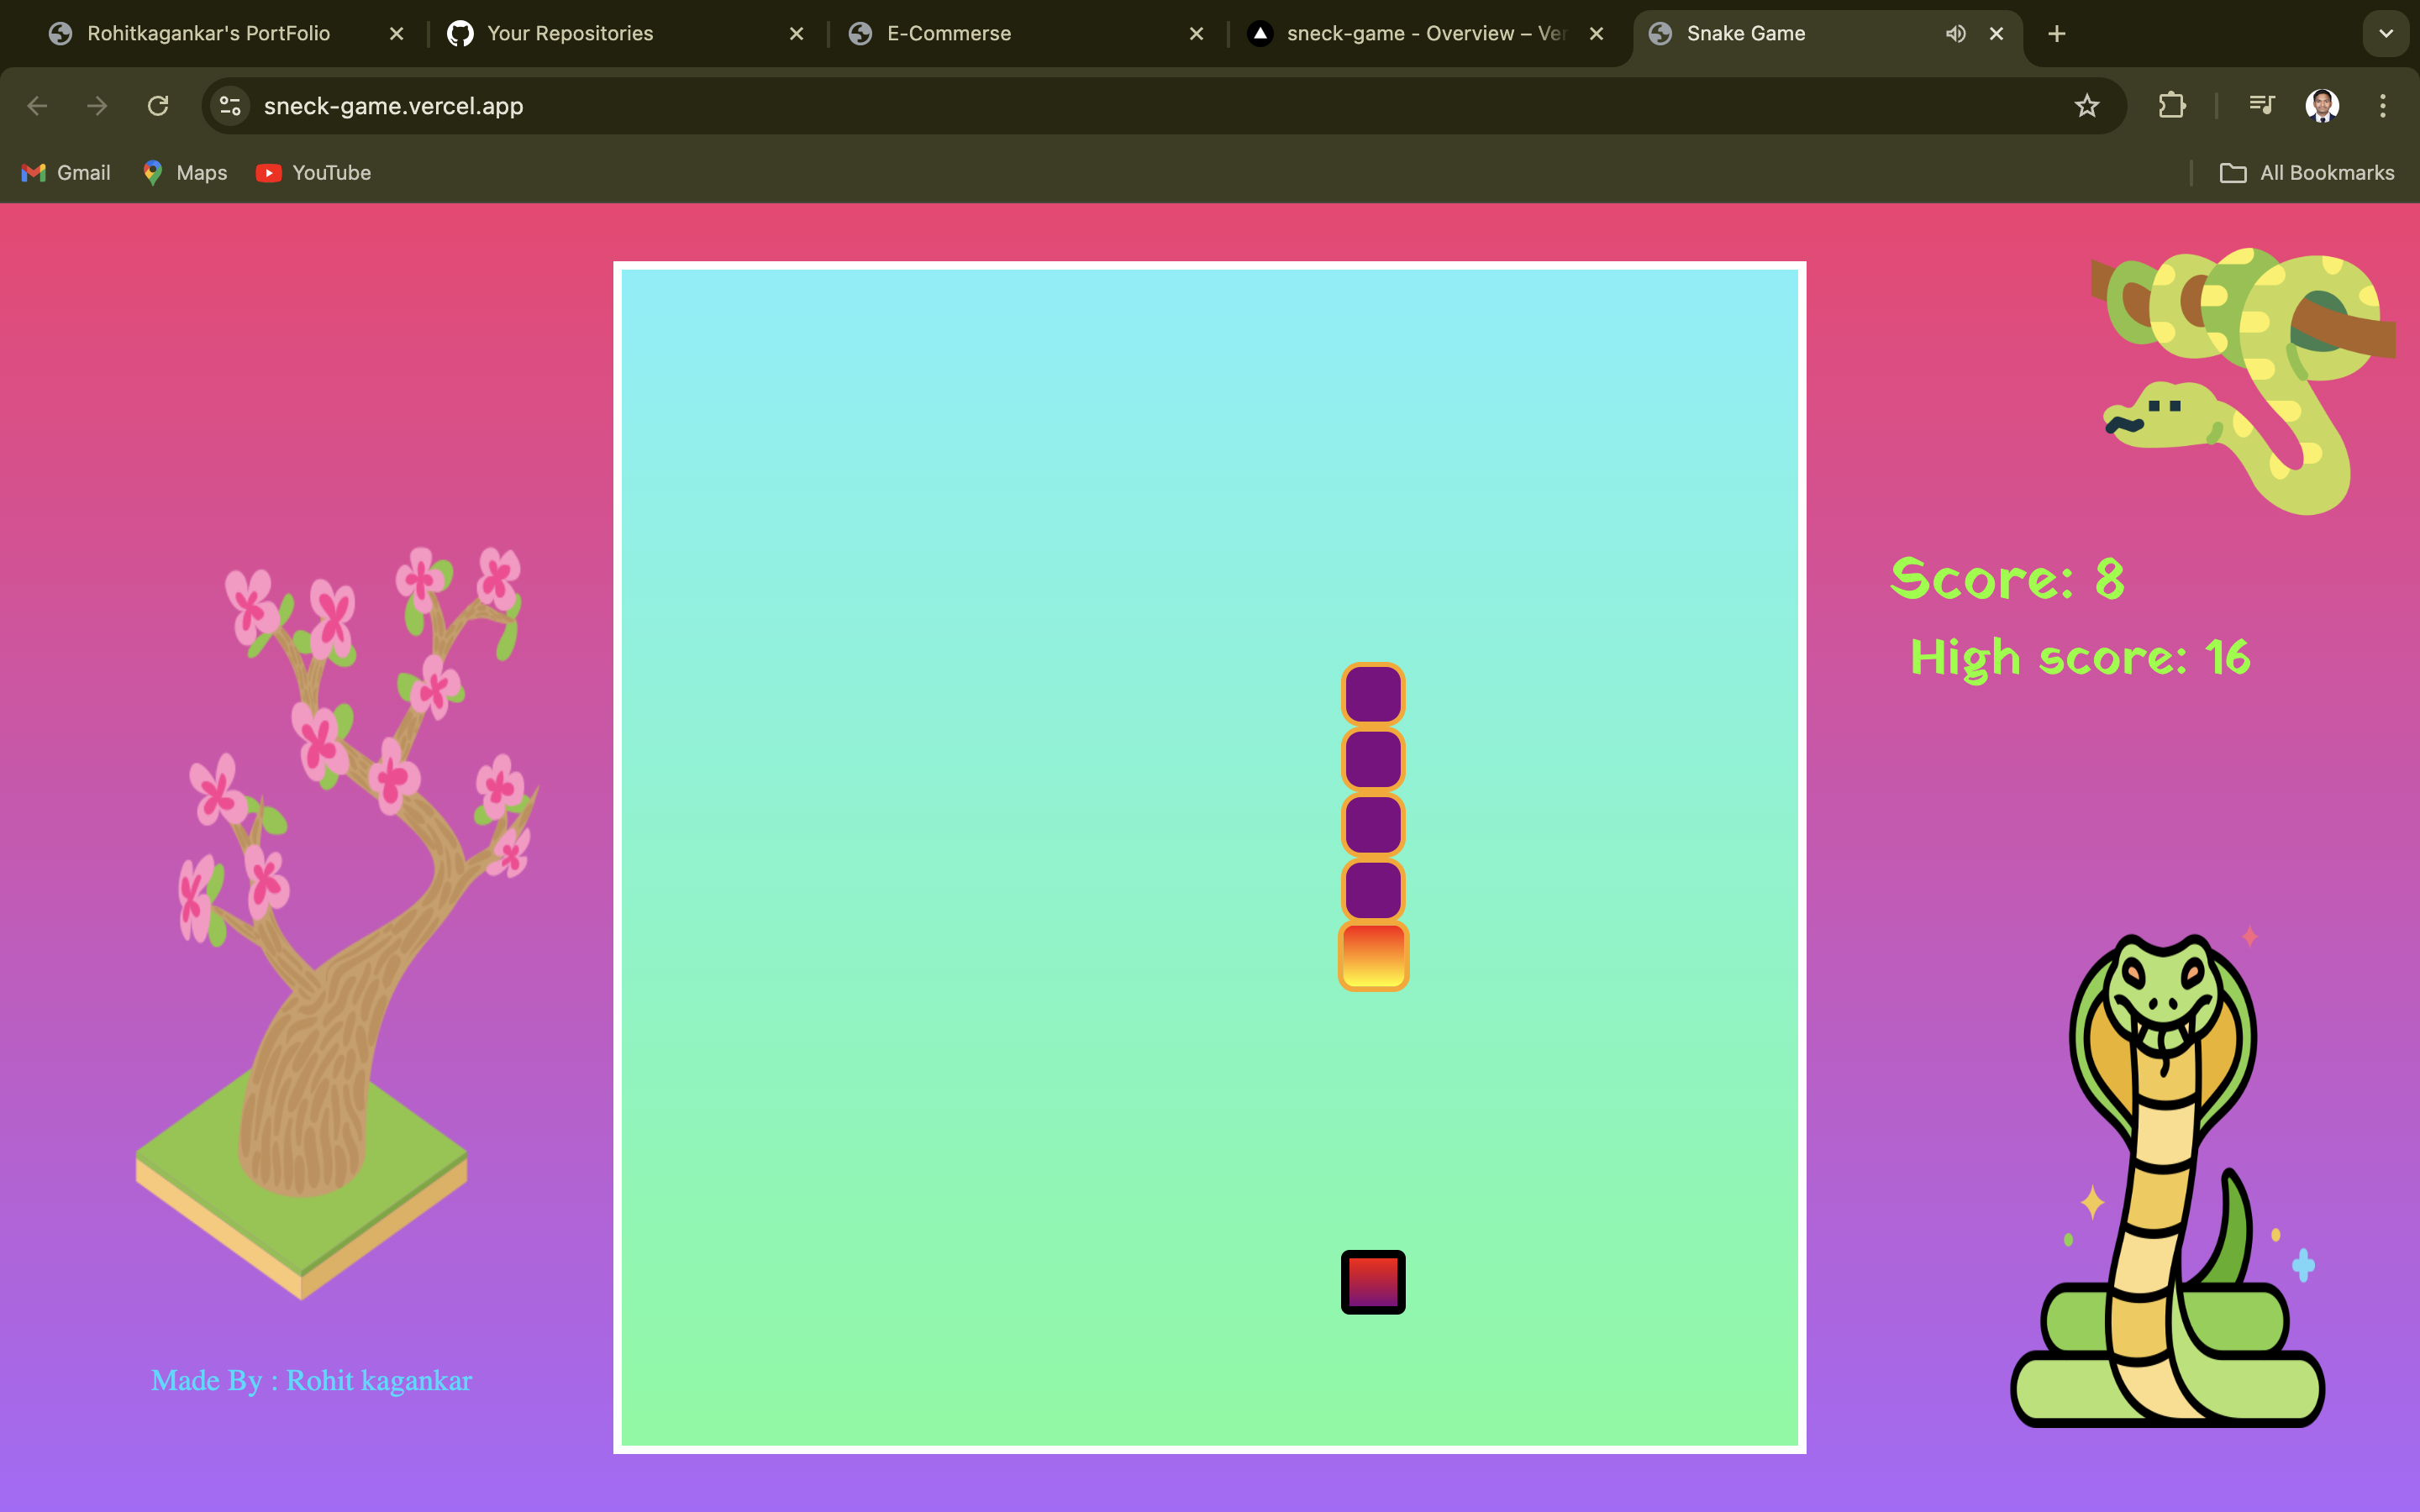 Rohitkagankar's PortFolio
Your Repositories
E-Commerse
sneck-game - Overview – Ver
Snake Game
sneck-game.vercel.app
Gmail
Maps
YouTube
All Bookmarks
Score: 8
High score: 16
Made By : Rohit kagankar